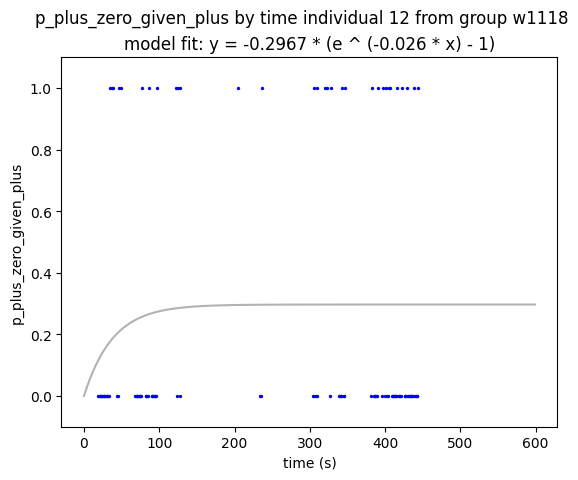 p_plus_zero_given_plus by time individual 12 from group w1118
model fit: y = -0.2967 * (e ^ (-0.026 * x) - 1)
1.0
0.8
0.6
0.4
0.2
0.0
p_plus_zero_given_plus
0 100 200 300 400 500 600
time (s)